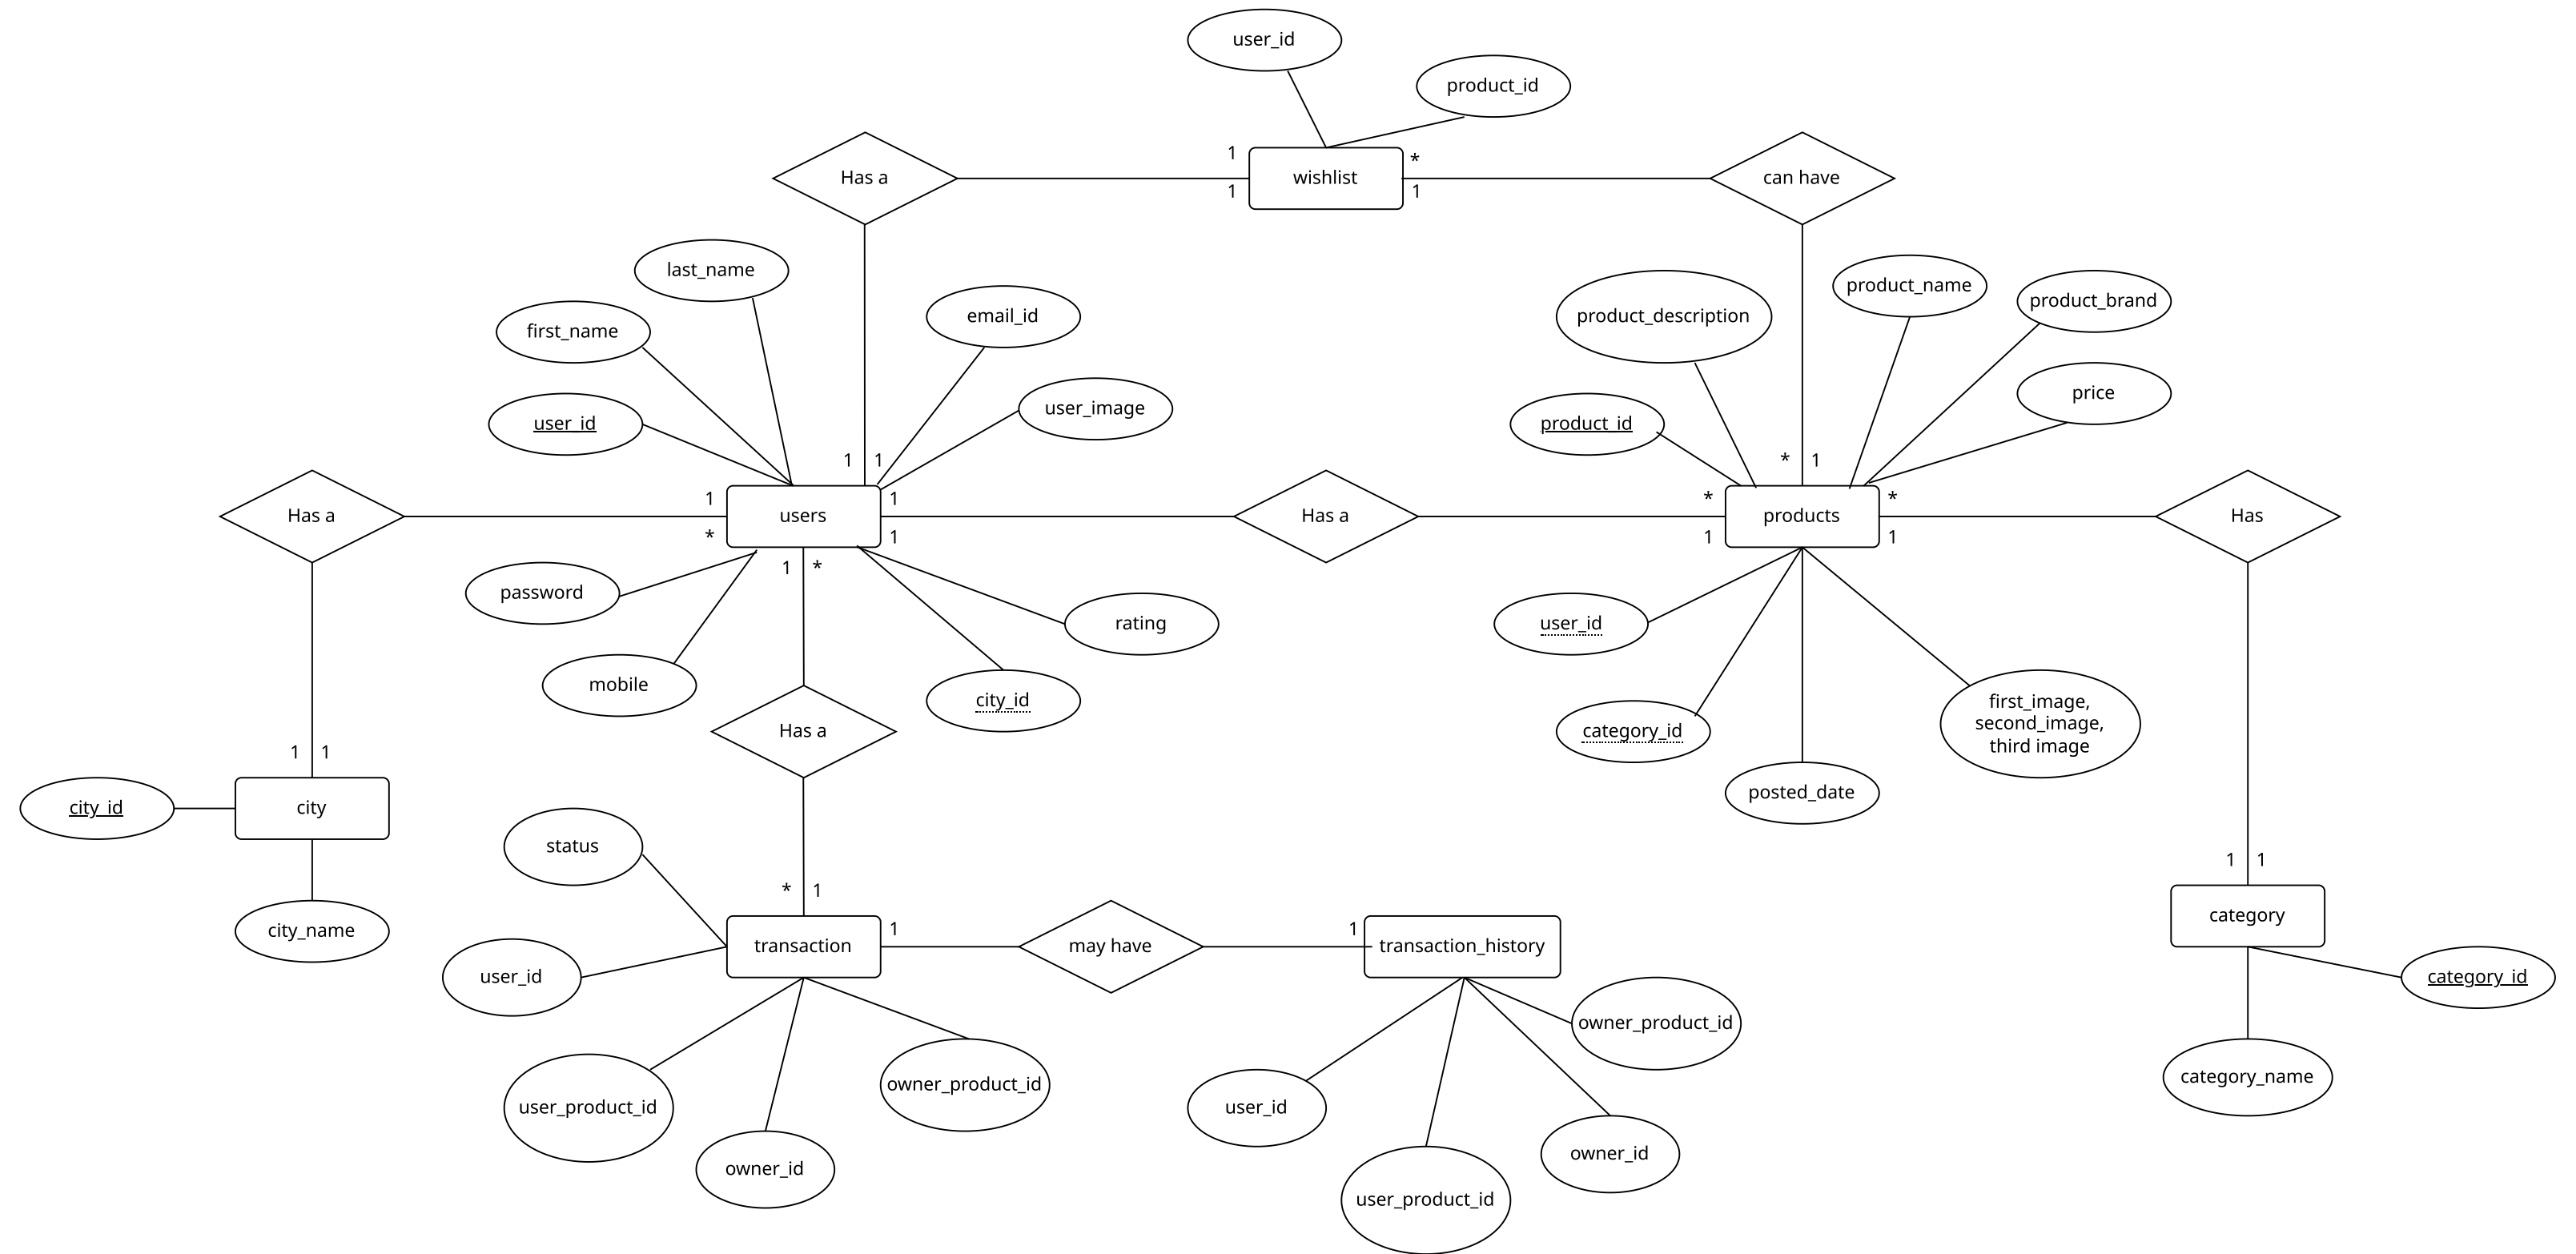 user_id
product_id
1
*
Has a
wishlist
can have
1
1
last_name
product_name
email_id
product_description
product_brand
first_name
user_image
price
user_id
product_id
1
1
*
1
1
1
*
*
Has a
users
Has a
products
Has
*
1
1
1
1
*
password
rating
user_id
mobile
city_id
first_image,
second_image,
third image
Has a
category_id
1
1
posted_date
city_id
city
status
1
1
*
1
category
city_name
1
1
transaction
may have
transaction_history
user_id
category_id
owner_product_id
category_name
owner_product_id
user_product_id
user_id
owner_id
owner_id
user_product_id